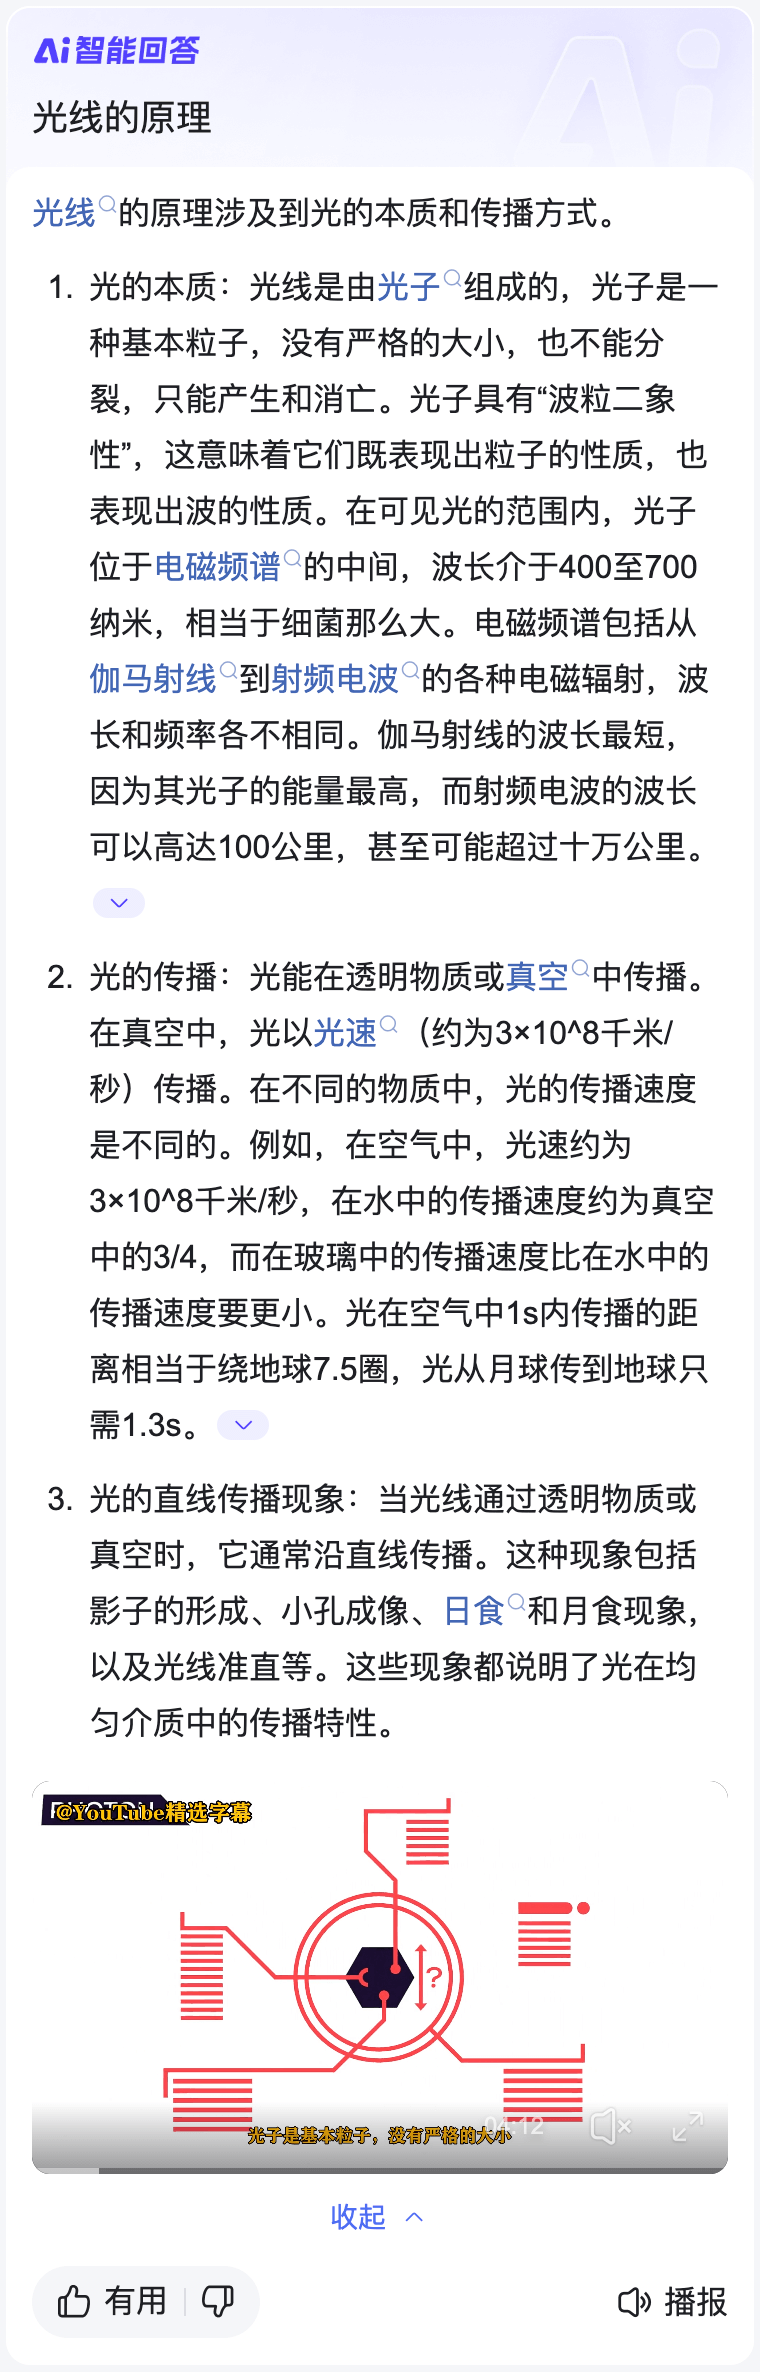 Ai智能回答
光线的原理
光线的原理涉及到光的本质和传播方式。
1. 光的本质：光线是由光子组成的，光子是一
种基本粒子，没有严格的大小，也不能分
裂，只能产生和消亡。光子具有“波粒二象
性”，这意味着它们既表现出粒子的性质，也
表现出波的性质。在可见光的范围内，光子
位于电磁频谱的中间，波长介于400至700
纳米，相当于细菌那么大。电磁频谱包括从
伽马射线到射频电波的各种电磁辐射，波
长和频率各不相同。伽马射线的波长最短，
因为其光子的能量最高，而射频电波的波长
可以高达100公里，甚至可能超过十万公里。
2. 光的传播：光能在透明物质或真空中传播。
在真空中，光以光速（约为3×10^8千米/
秒）传播。在不同的物质中，光的传播速度
是不同的。例如，在空气中，光速约为
3×10^8千米/秒，在水中的传播速度约为真空
中的3/4，而在玻璃中的传播速度比在水中的
传播速度要更小。光在空气中1s内传播的距
离相当于绕地球7.5圈，光从月球传到地球只
需1.3s。
3. 光的直线传播现象：当光线通过透明物质或
真空时，它通常沿直线传播。这种现象包括
影子的形成、小孔成像、日食和月食现象，
以及光线准直等。这些现象都说明了光在均
匀介质中的传播特性。
@YouTube精选字幕
?
04:12
光子是基本粒子，没有严格的大小
收起
有用
播报